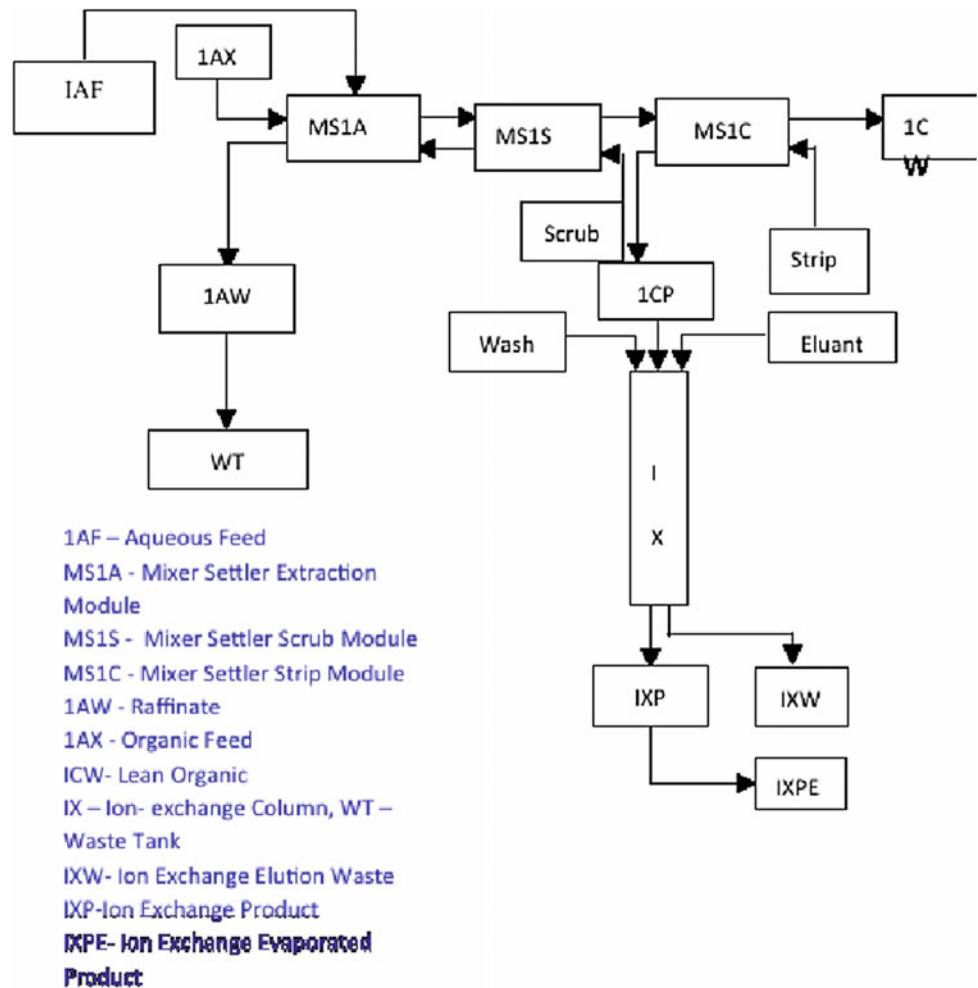 IAF
1AX
MS1A
MS1S
MS1C
1C
W
Scrub
Strip
1AW
1CP
Wash
Eluant
WT
I
X
IXP
IXW
IXPE
1AF – Aqueous Feed
MS1A - Mixer Settler Extraction
Module
MS1S - Mixer Settler Scrub Module
MS1C - Mixer Settler Strip Module
1AW - Raffinate
1AX - Organic Feed
ICW- Lean Organic
IX – Ion- exchange Column, WT –
Waste Tank
IXW- Ion Exchange Elution Waste
IXP-Ion Exchange Product
IXPE- Ion Exchange Evaporated
Product